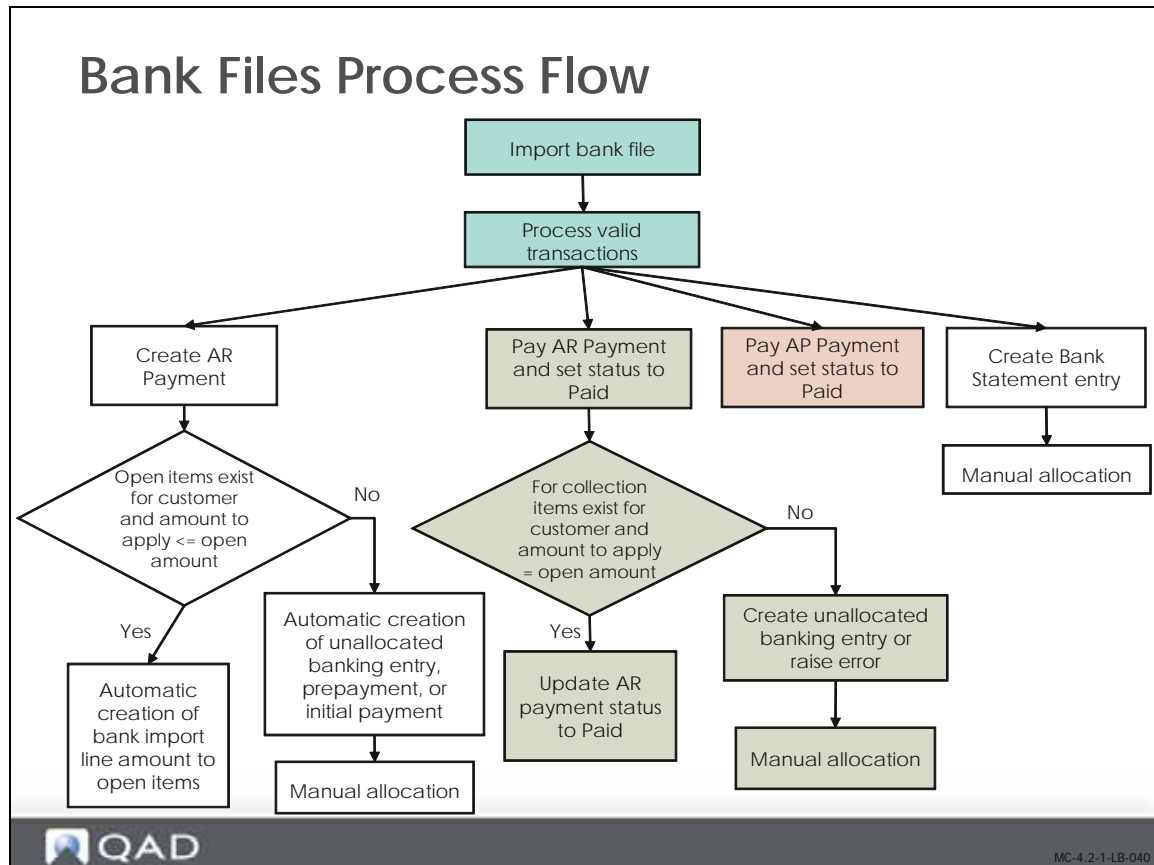 Bank Files Process Flow
Import bank file
Process valid
transactions
Create AR
Payment
Pay AR Payment
and set status to
Paid
Pay AP Payment
and set status to
Paid
Create Bank
Statement entry
Manual allocation
Open items exist
for customer
and amount to
apply <= open
amount
No
Yes
For collection
items exist for
customer and
amount to apply
= open amount
No
Yes
Automatic
creation of
bank import
line amount to
open items
Automatic creation
of unallocated
banking entry,
prepayment, or
initial payment
Manual allocation
Update AR
payment status
to Paid
Create unallocated
banking entry or
raise error
Manual allocation
QAD
MC-4.2-1-LB-040